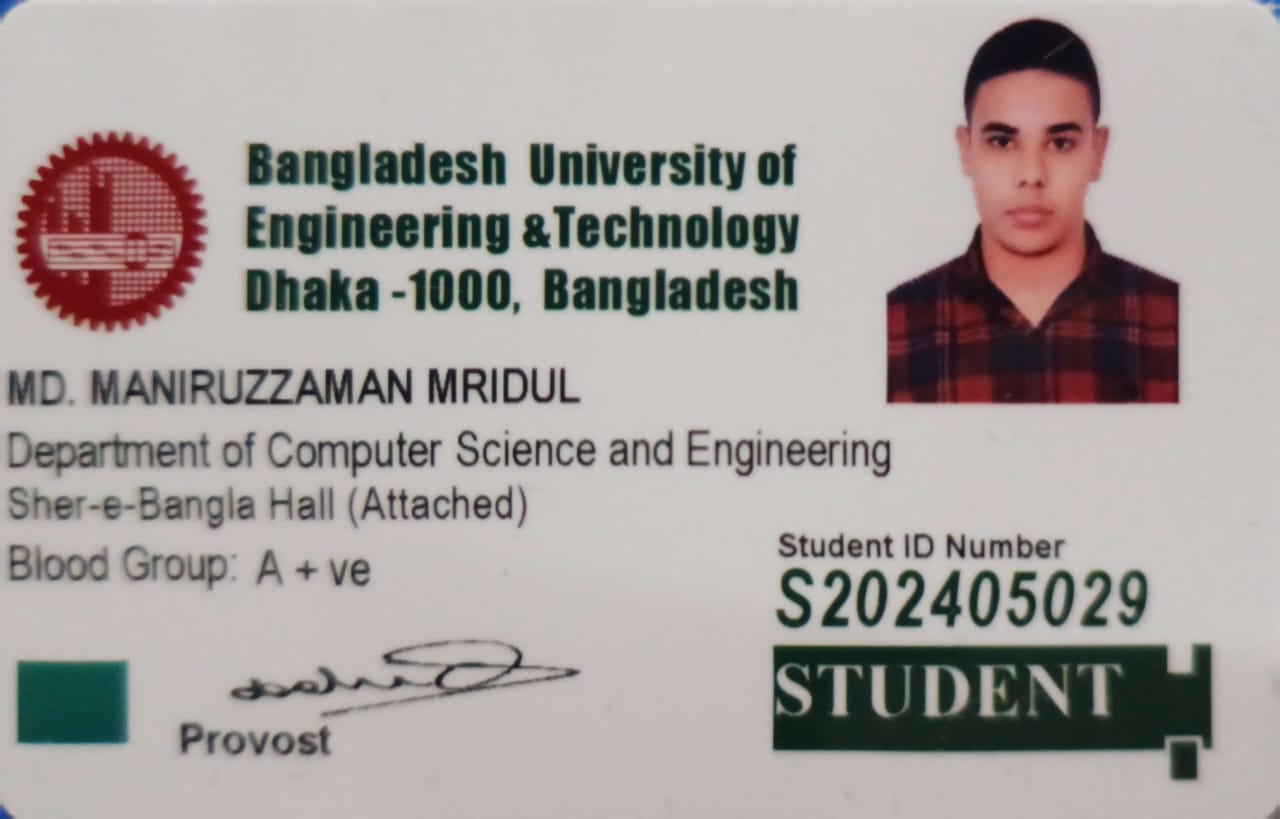 Bangladesh University of
Engineering &Technology
Dhaka -1000, Bangladesh
MD. MANIRUZZAMAN MRIDUL
Department of Computer Science and Engineering
Sher-e-Bangla Hall (Attached)
Blood Group: A + ve
Student ID Number
S202405029
Provost
STUDENT